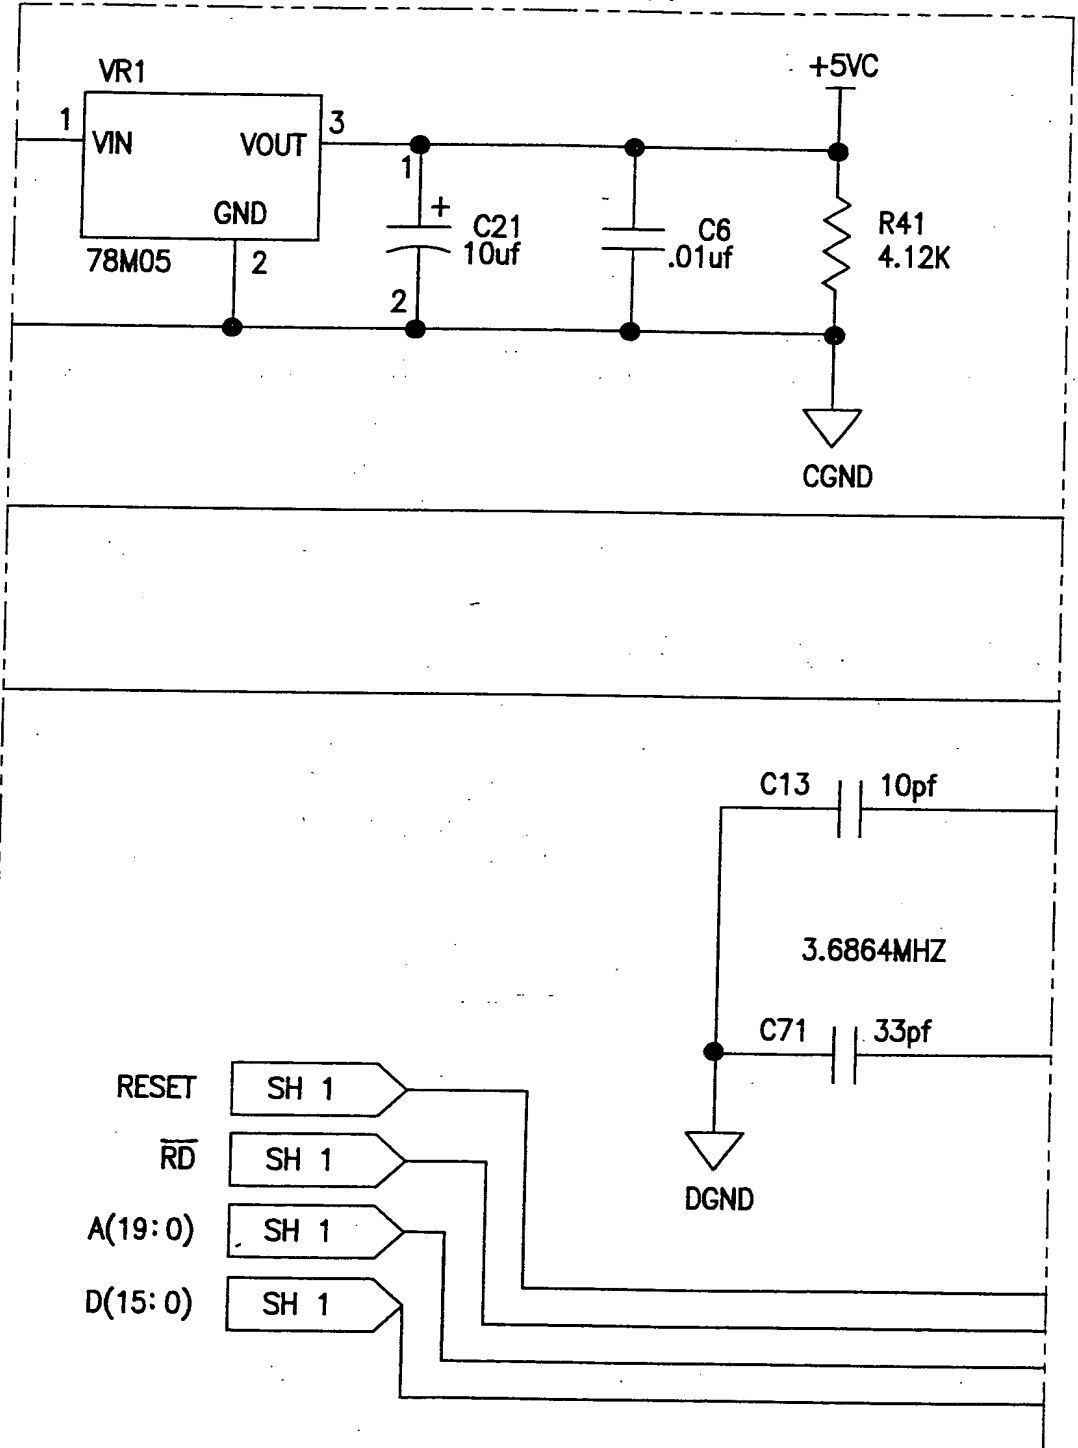 VR1
+5VC
1
VIN
VOUT
3
1
GND
+
C21
10uf
C6
.01uf
R41
4.12K
78M05
2
2
CGND
C13
10pf
3.6864MHZ
C71
33pf
RESET
SH 1
RD
SH 1
DGND
A(19:0)
SH 1
D(15:0)
SH 1